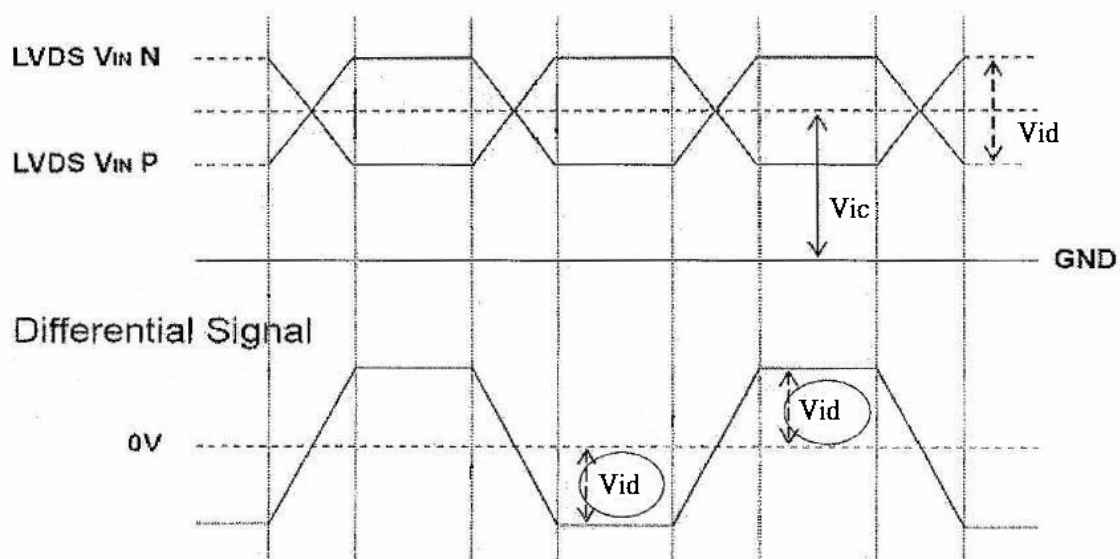 LVDS VIN N
Vid
LVDS VIN P
Vic
GND
Differential Signal
Vid
0V
Vid